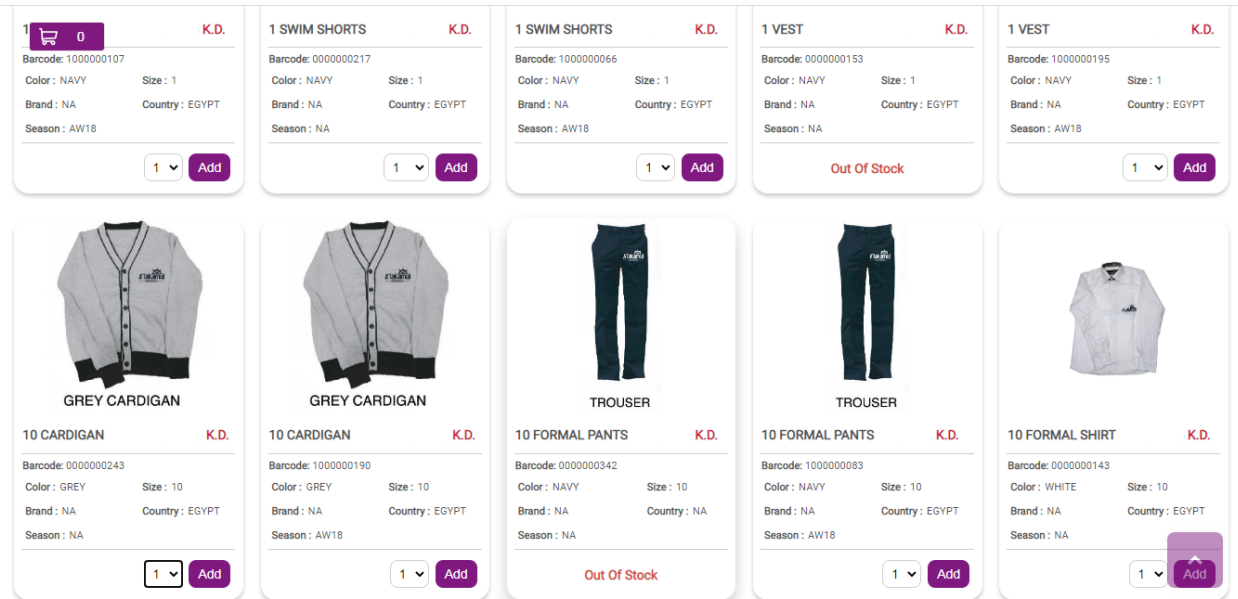 1
0
K.D.
Barcode: 1000000107
Color : NAVY Size : 1
Brand : NA Country : EGYPT
Season : AW18
1 Add
1 SWIM SHORTS K.D.
Barcode: 0000000217
Color : NAVY Size : 1
Brand : NA Country : EGYPT
Season : NA
1 Add
1 SWIM SHORTS K.D.
Barcode: 1000000066
Color : NAVY Size : 1
Brand : NA Country : EGYPT
Season : AW18
1 Add
1 VEST K.D.
Barcode: 0000000153
Color : NAVY Size : 1
Brand : NA Country : EGYPT
Season : NA
Out Of Stock
1 VEST K.D.
Barcode: 1000000195
Color : NAVY Size : 1
Brand : NA Country : EGYPT
Season : AW18
1 Add
GREY CARDIGAN
10 CARDIGAN K.D.
Barcode: 0000000243
Color : GREY Size : 10
Brand : NA Country : EGYPT
Season : NA
1 Add
GREY CARDIGAN
10 CARDIGAN K.D.
Barcode: 1000000190
Color : GREY Size : 10
Brand : NA Country : EGYPT
Season : AW18
1 Add
TROUSER
10 FORMAL PANTS K.D.
Barcode: 0000000342
Color : NAVY Size : 10
Brand : NA Country : NA
Season : NA
Out Of Stock
TROUSER
10 FORMAL PANTS K.D.
Barcode: 1000000083
Color : NAVY Size : 10
Brand : NA Country : EGYPT
Season : AW18
1 Add
10 FORMAL SHIRT K.D.
Barcode: 0000000143
Color : WHITE Size : 10
Brand : NA Country : EGYPT
Season : NA
1 Add